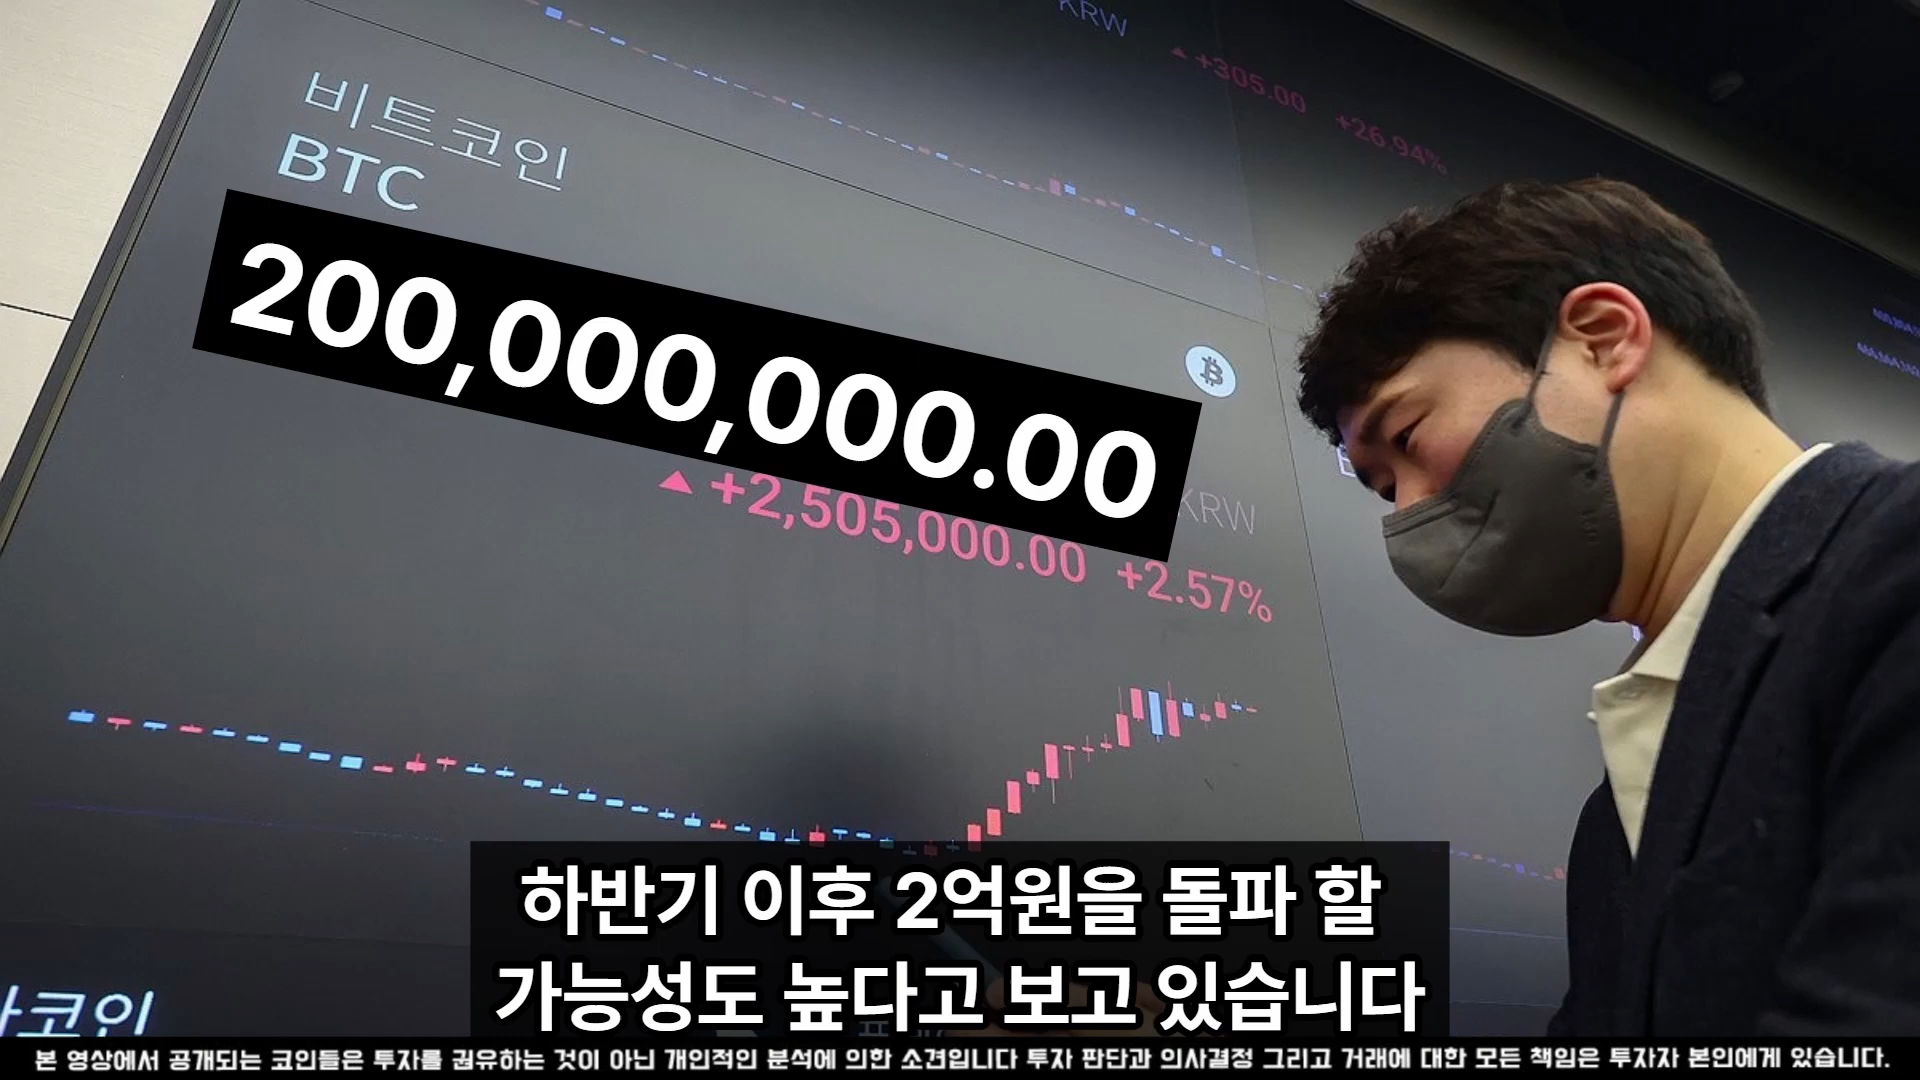 KRW
+305.00 +26.94%
비트코인
BTC
200,000,000.00
KRW
▲ +2,505,000.00 +2.57%
하반기 이후 2억원을 돌파 할
가능성도 높다고 보고 있습니다
코인
본 영상에서 공개되는 코인들은 투자를 권유하는 것이 아닌 개인적인 분석에 의한 소견입니다 투자 판단과 의사결정 그리고 거래에 대한 모든 책임은 투자자 본인에게 있습니다.